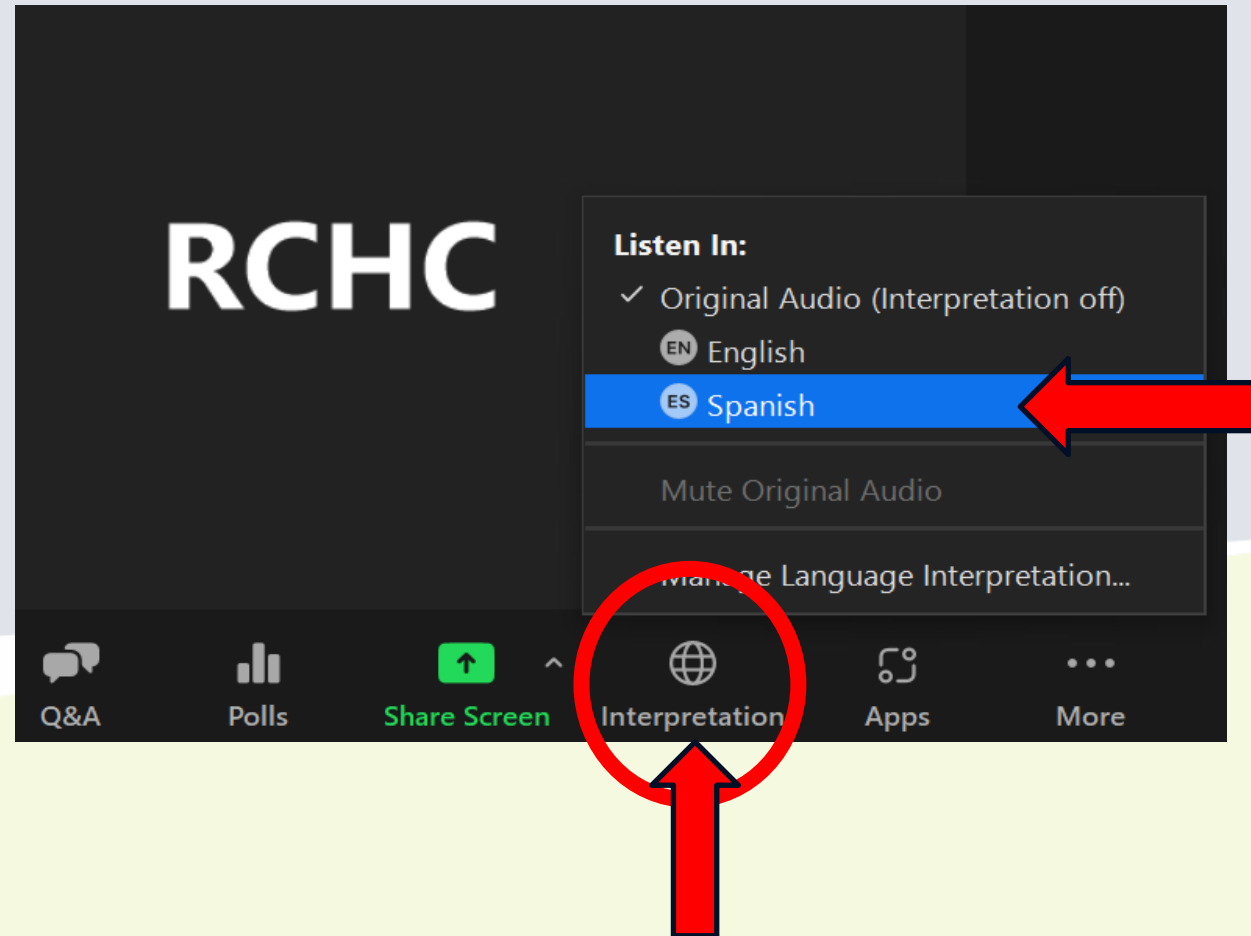 RCHC
Listen In:
Original Audio (Interpretation off)
EN English
ES Spanish
Mute Original Audio
Manage Language Interpretation...
Q&A Polls Share Screen Interpretation Apps More